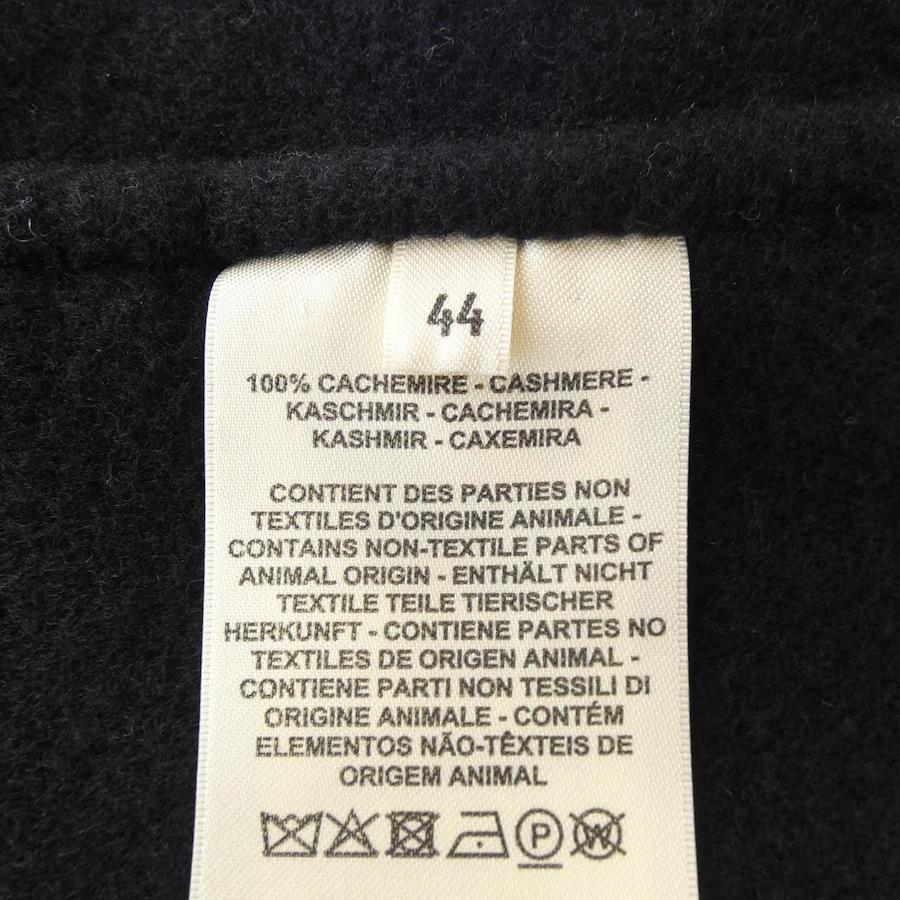 44
100% CACHEMIRE - CASHMERE -
KASCHMIR - CACHEMIRA -
KASHMIR - CAXEMIRA
CONTIENT DES PARTIES NON
TEXTILES D'ORIGINE ANIMALE -
CONTAINS NON-TEXTILE PARTS OF
ANIMAL ORIGIN - ENTHÄLT NICHT
TEXTILE TEILE TIERISCHER
HERKUNFT - CONTIENE PARTES NO
TEXTILES DE ORIGEN ANIMAL -
CONTIENE PARTI NON TESSILI DI
ORIGINE ANIMALE - CONTÉM
ELEMENTOS NÃO-TÊXTEIS DE
ORIGEM ANIMAL
P W